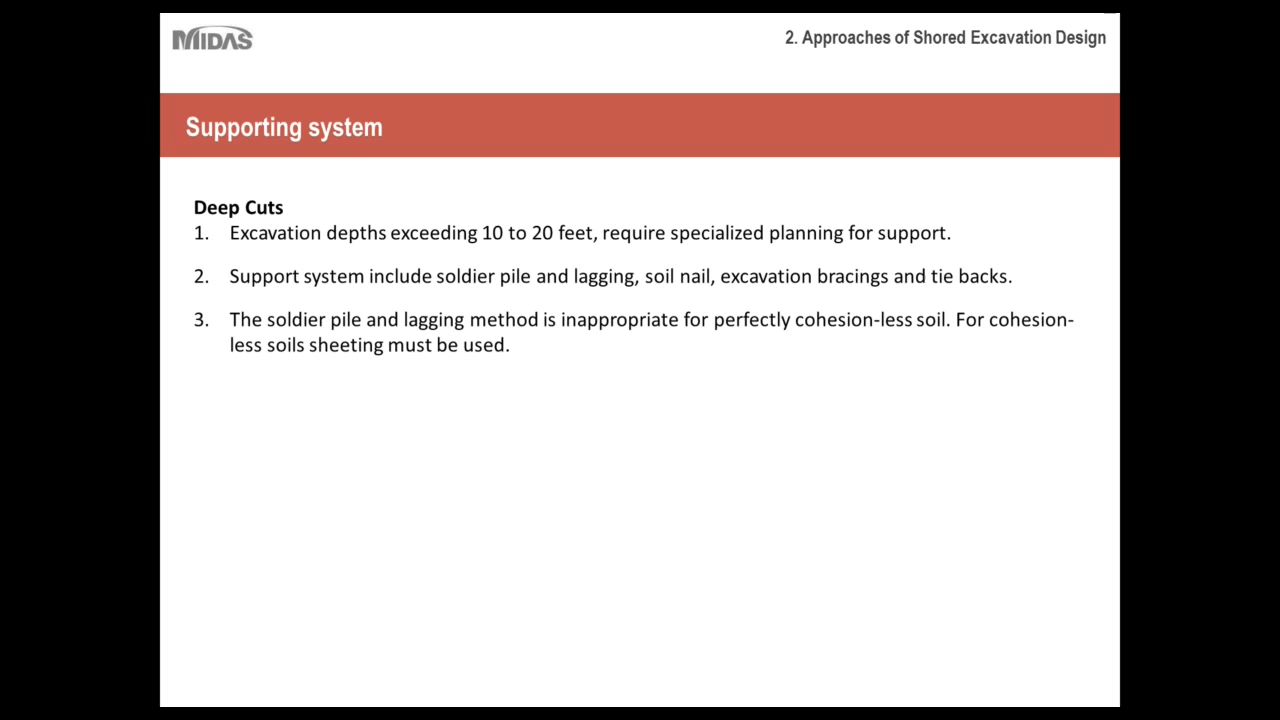 MIDAS
2. Approaches of Shored Excavation Design
Supporting system
Deep Cuts
1. Excavation depths exceeding 10 to 20 feet, require specialized planning for support.
2. Support system include soldier pile and lagging, soil nail, excavation bracings and tie backs.
3. The soldier pile and lagging method is inappropriate for perfectly cohesion-less soil. For cohesion-
less soils sheeting must be used.